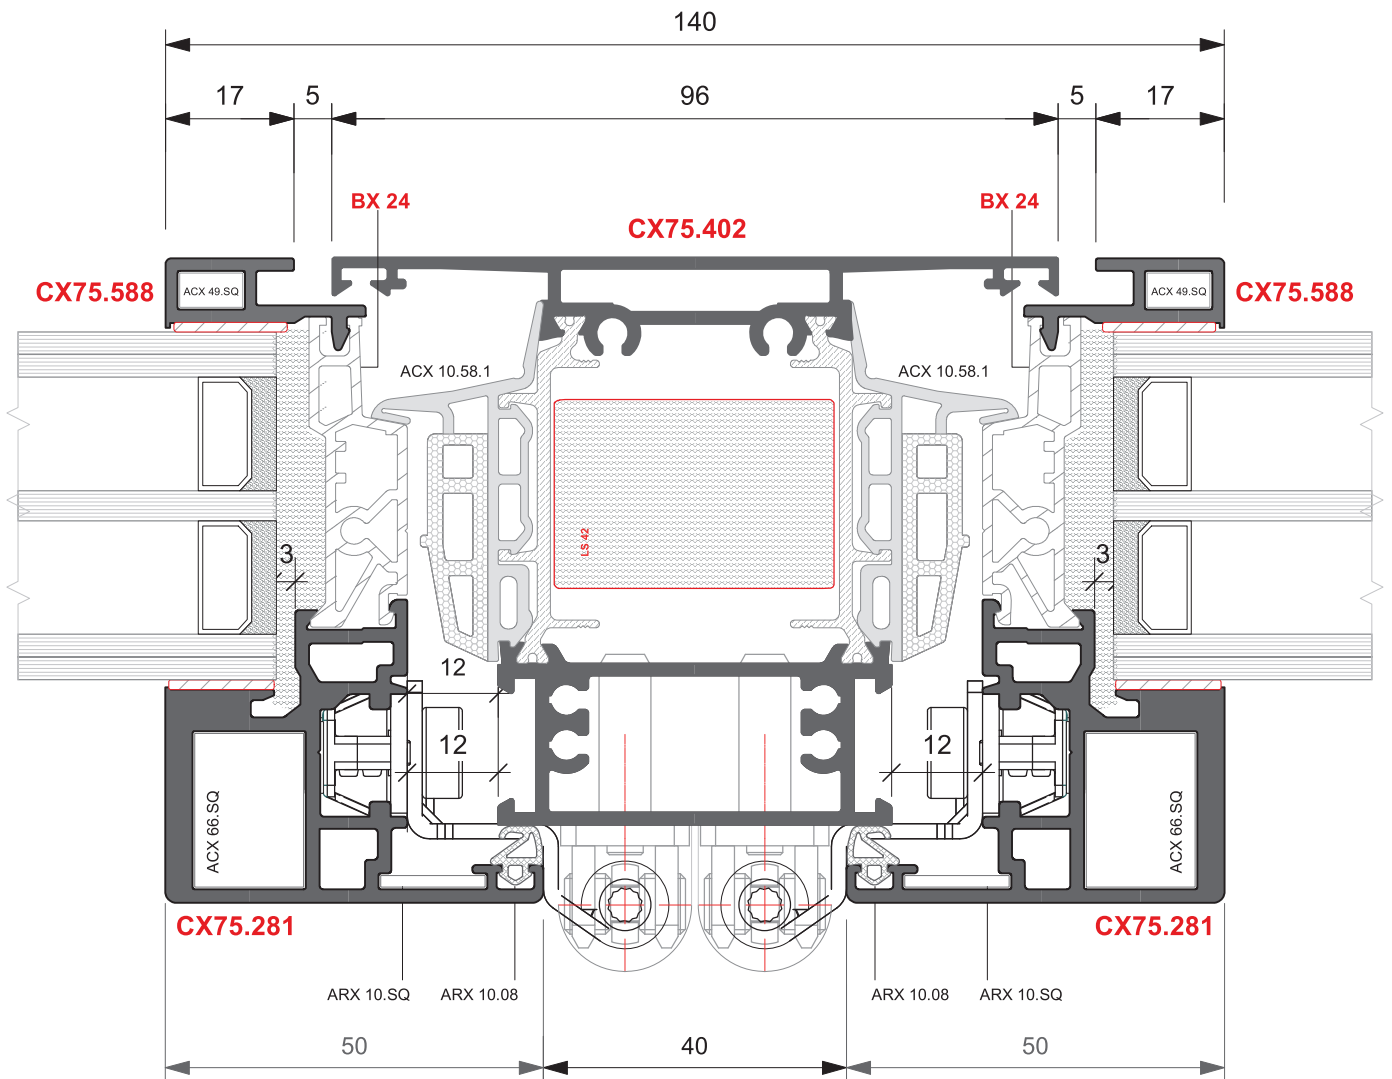 140
17
5
96
5
17
BX 24
BX 24
CX75.402
CX75.588
ACX 49.SQ
ACX 49.SQ
CX75.588
ACX 10.58.1
ACX 10.58.1
LS 42
3
3
12
12
12
ACX 66.SQ
ACX 66.SQ
CX75.281
CX75.281
ARX 10.SQ
ARX 10.08
ARX 10.08
ARX 10.SQ
50
40
50